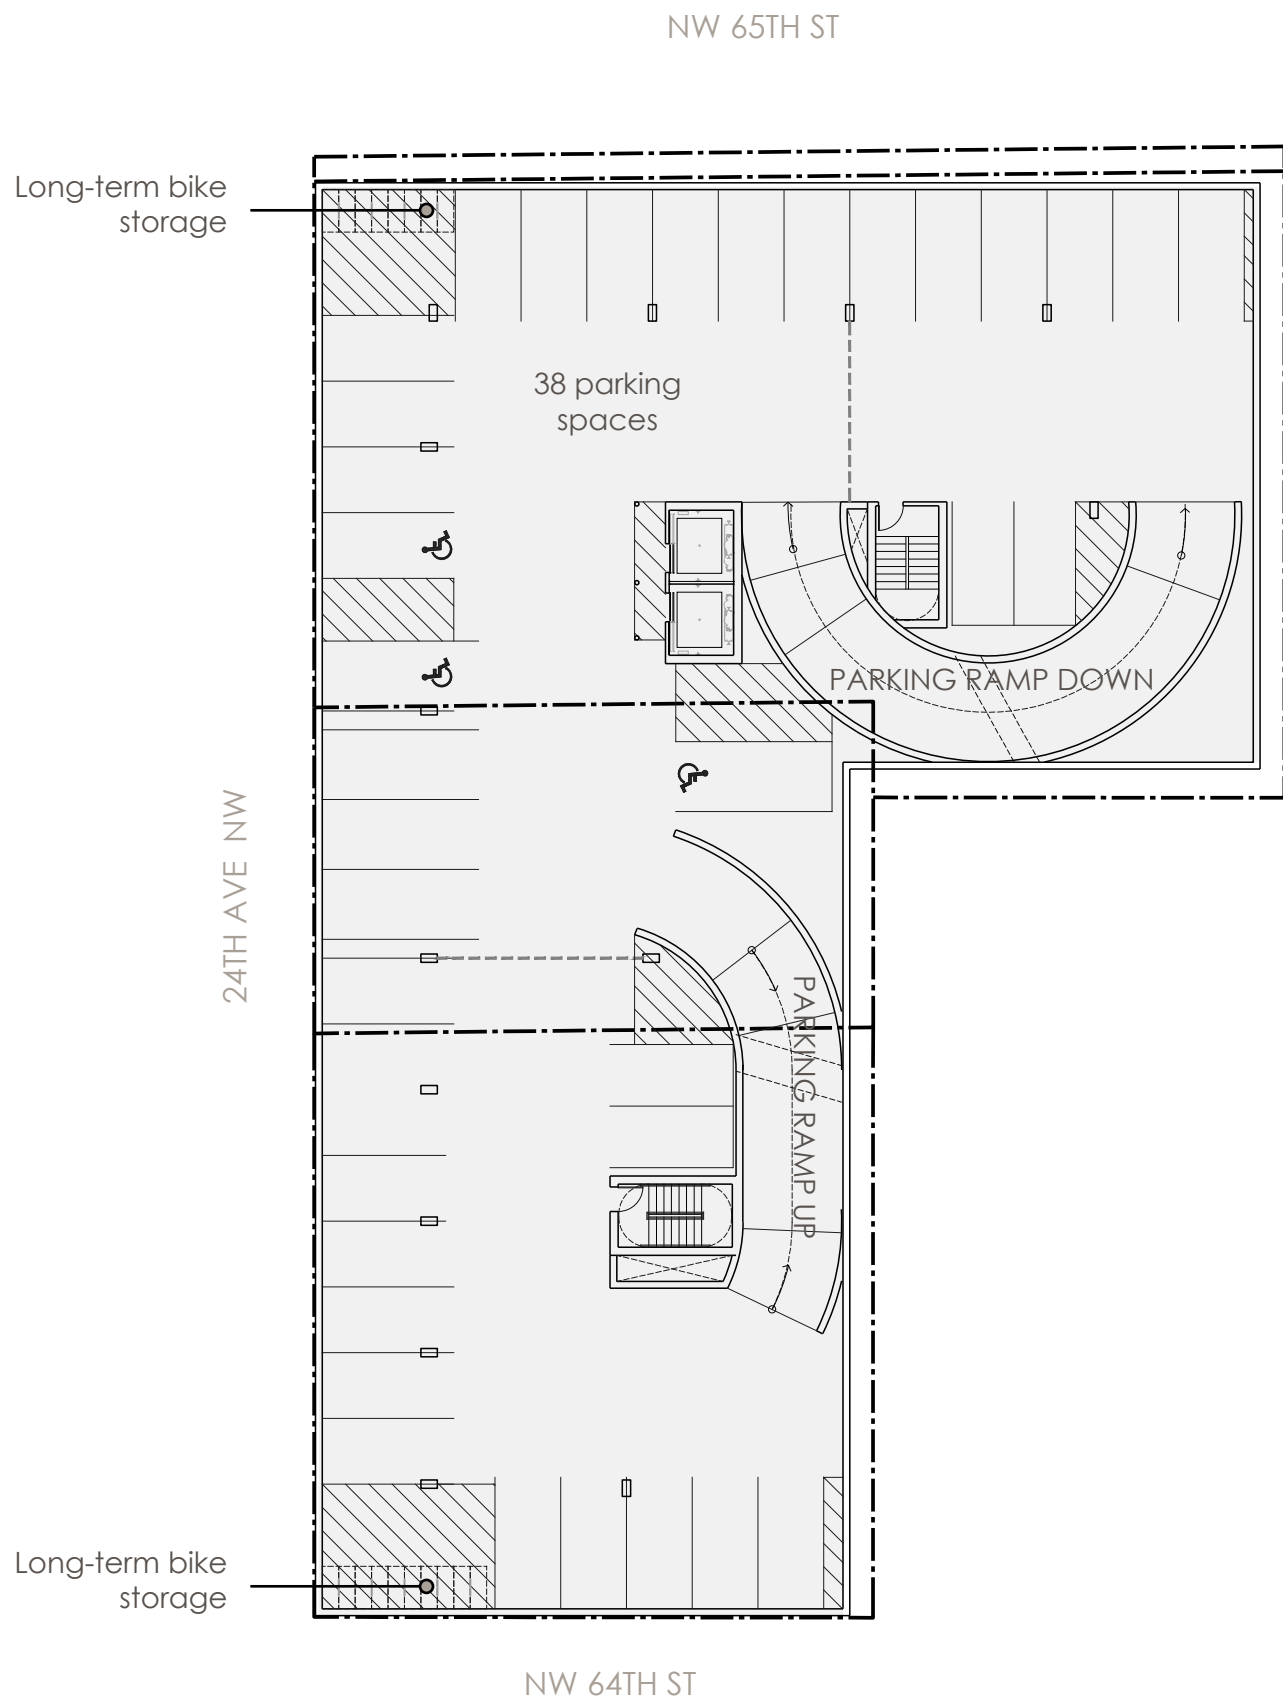 NW 65TH ST
Long-term bike
storage
38 parking
spaces
PARKING RAMP DOWN
24TH AVE NW
PARKING RAMP UP
Long-term bike
storage
NW 64TH ST